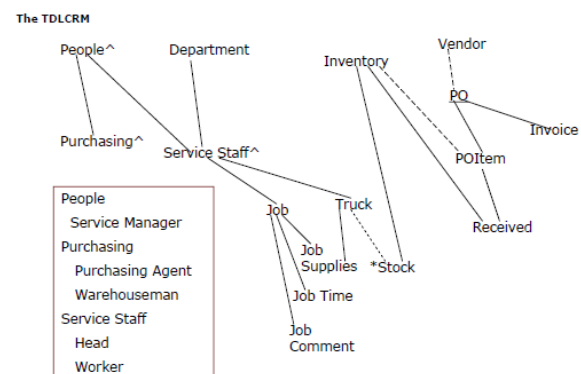 The TDLCRM
People^
Department
Inventory
Vendor
PO
Purchasing^
Service Staff^
Invoice
POItem
Job
Truck
Received
Job
Supplies
*Stock
Job Time
Job
Comment
People
Service Manager
Purchasing
Purchasing Agent
Warehouseman
Service Staff
Head
Worker